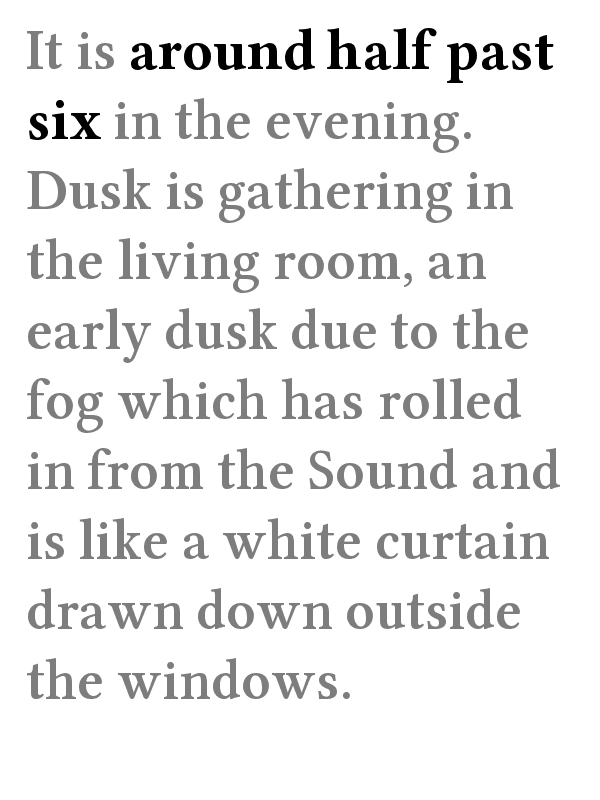 It is around half past
six in the evening.
Dusk is gathering in
the living room, an
early dusk due to the
fog which has rolled
in from the Sound and
is like a white curtain
drawn down outside
the windows.